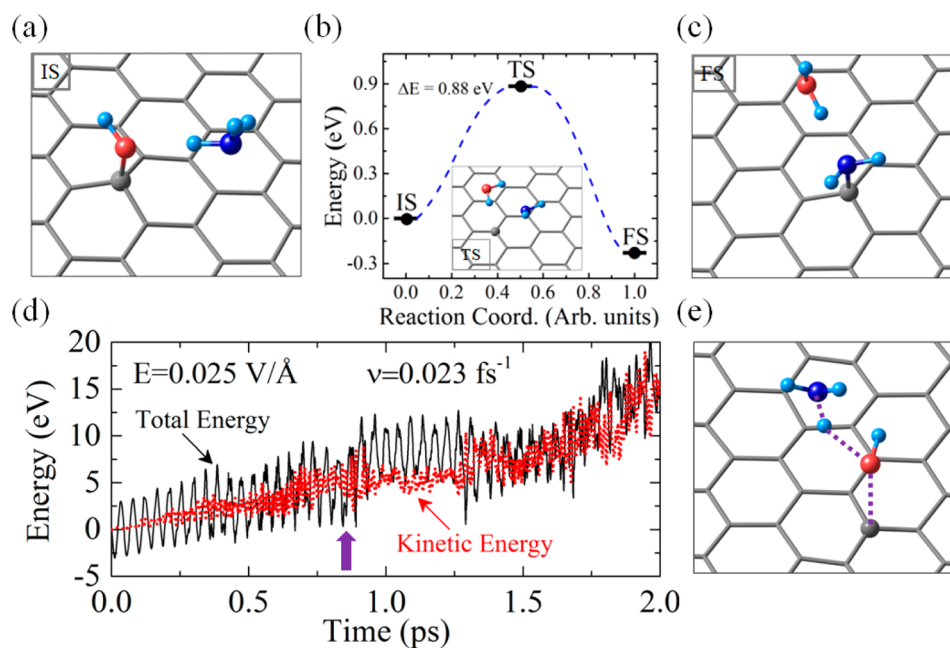 (a)
IS
(b)
TS
ΔE = 0.88 eV
0.9
0.6
0.3
0.0
-0.3
Energy (eV)
IS
FS
TS
0.0 0.2 0.4 0.6 0.8 1.0
Reaction Coord. (Arb. units)
(c)
FS
(d)
E=0.025 V/Å
ν=0.023 fs⁻¹
Total Energy
Kinetic Energy
20
15
10
5
0
-5
Energy (eV)
0.0 0.5 1.0 1.5 2.0
Time (ps)
(e)